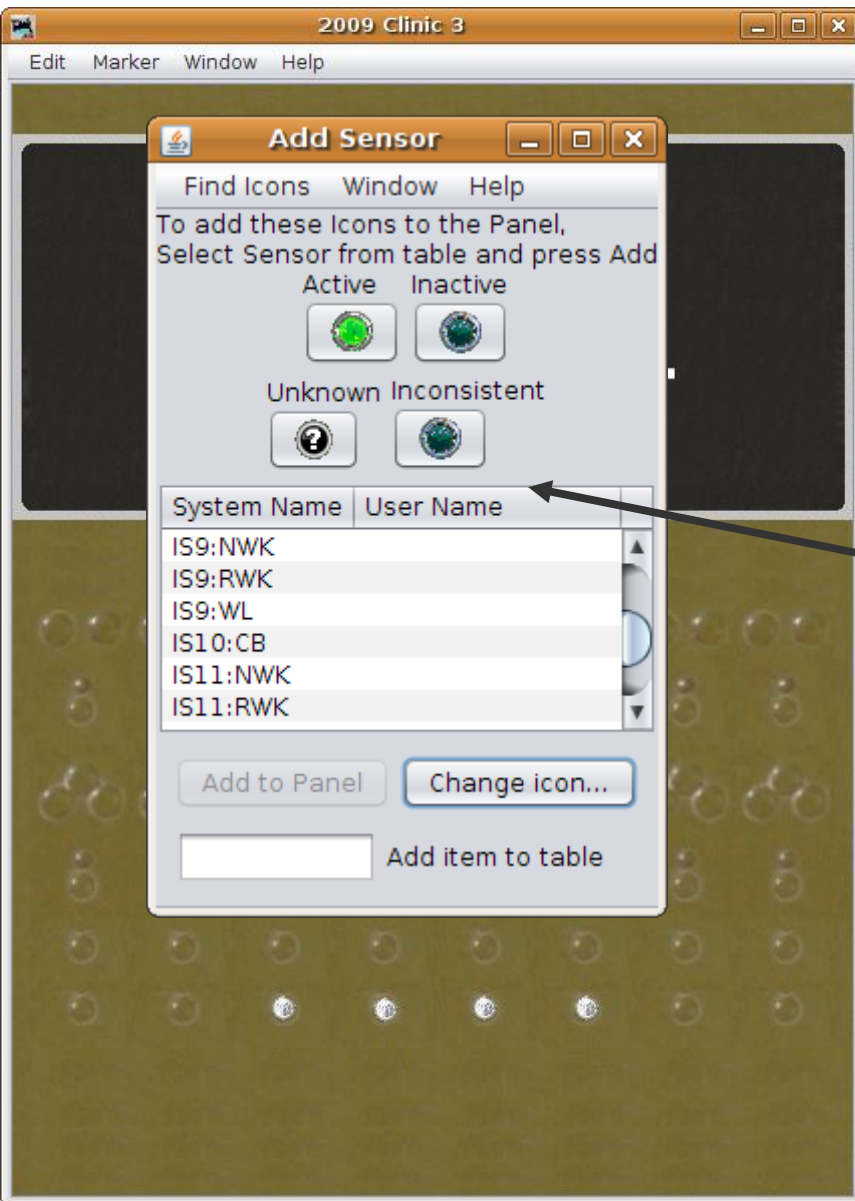 2009 Clinic 3
Edit Marker Window Help
Add Sensor
Find Icons Window Help
To add these Icons to the Panel,
Select Sensor from table and press Add
Active Inactive
Unknown Inconsistent
?
System Name User Name
IS9:NWK
IS9:RWK
IS9:WL
IS10:CB
IS11:NWK
IS11:RWK
Add to Panel Change icon...
Add item to table